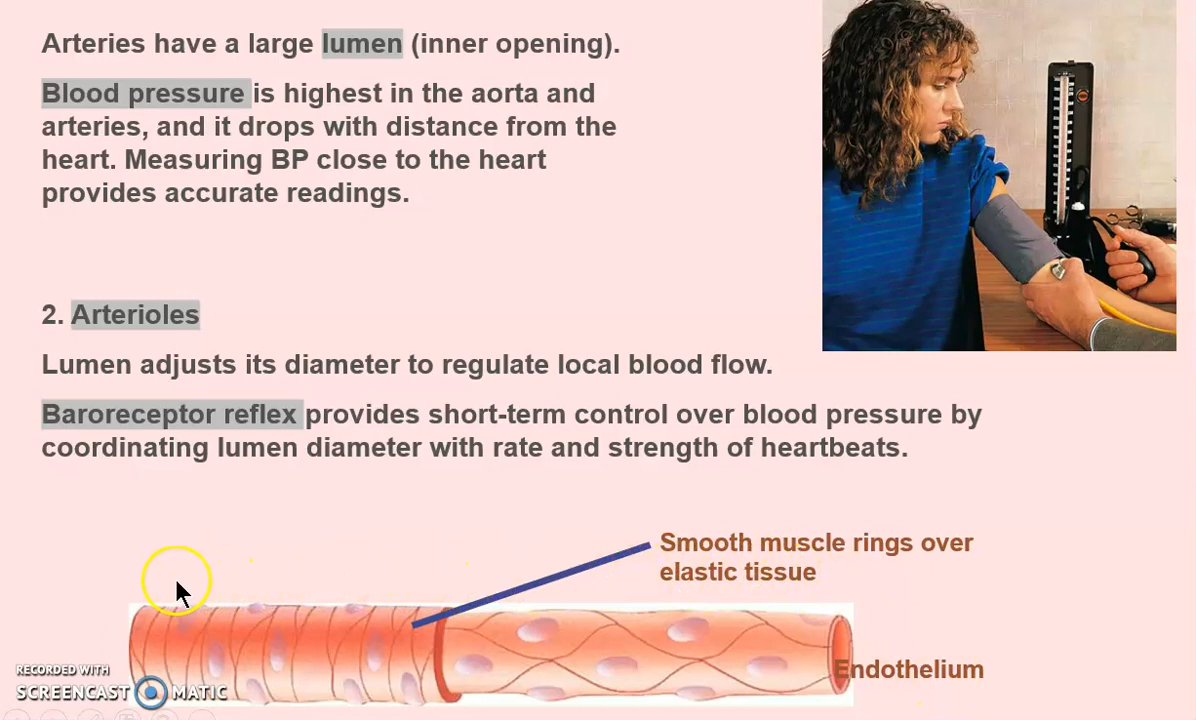 Arteries have a large lumen (inner opening).
Blood pressure is highest in the aorta and
arteries, and it drops with distance from the
heart. Measuring BP close to the heart
provides accurate readings.
2. Arterioles
Lumen adjusts its diameter to regulate local blood flow.
Baroreceptor reflex provides short-term control over blood pressure by
coordinating lumen diameter with rate and strength of heartbeats.
Smooth muscle rings over
elastic tissue
Endothelium
RECORDED WITH
SCREENCAST MATIC